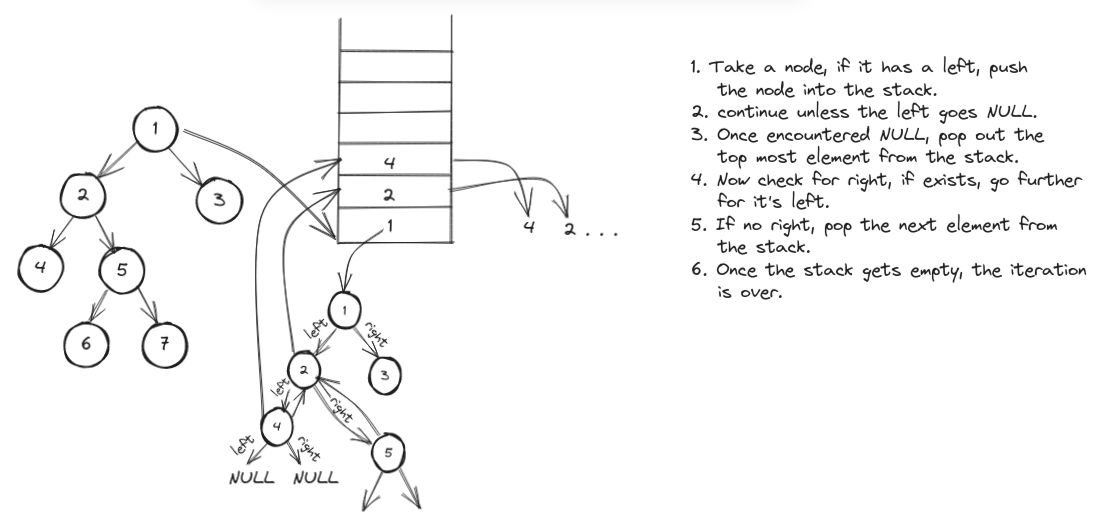 1
2
3
4
5
6
7
4
2
1
4 2 . . .
1
left right
2
3
left
right
4
left right
5
NULL NULL
1. Take a node, if it has a left, push
the node into the stack.
2. continue unless the left goes NULL.
3. Once encountered NULL, pop out the
top most element from the stack.
4. Now check for right, if exists, go further
for it's left.
5. If no right, pop the next element from
the stack.
6. Once the stack gets empty, the iteration
is over.